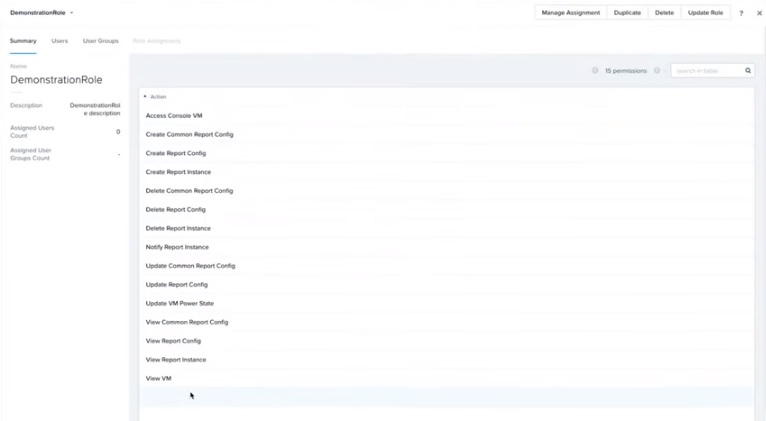 DemonstrationRole
Manage Assignment
Duplicate
Delete
Update Role
?
Summary
Users
User Groups
Role Assignments
Name
DemonstrationRole
Description
DemonstrationRol
e description
Assigned Users
Count
0
Assigned User
Groups Count
-
15 permissions
search in table
Action
Access Console VM
Create Common Report Config
Create Report Config
Create Report Instance
Delete Common Report Config
Delete Report Config
Delete Report Instance
Notify Report Instance
Update Common Report Config
Update Report Config
Update VM Power State
View Common Report Config
View Report Config
View Report Instance
View VM